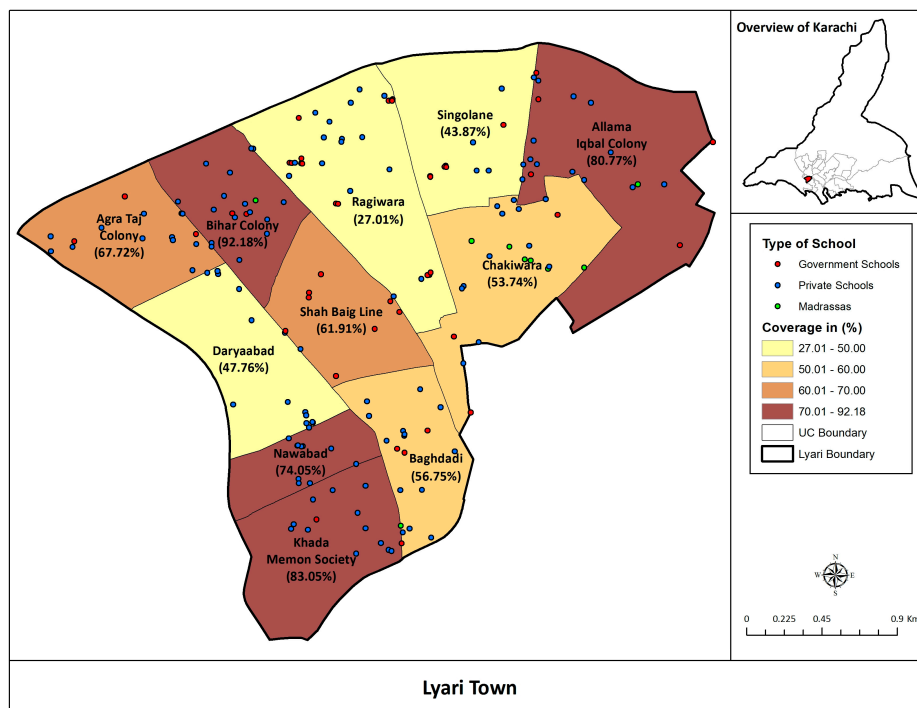 Overview of Karachi
Singolane
(43.87%)
Allama
Iqbal Colony
(80.77%)
Ragiwara
(27.01%)
Agra Taj
Colony
(67.72%)
Bihar Colony
(92.18%)
Chakiwara
(53.74%)
Shah Baig Line
(61.91%)
Daryaabad
(47.76%)
Nawabad
(74.05%)
Baghdadi
(56.75%)
Khada
Memon Society
(83.05%)
Type of School
Government Schools
Private Schools
Madrassas
Coverage in (%)
27.01 - 50.00
50.01 - 60.00
60.01 - 70.00
70.01 - 92.18
UC Boundary
Lyari Boundary
N
W E
S
0 0.225 0.45 0.9 Km
Lyari Town